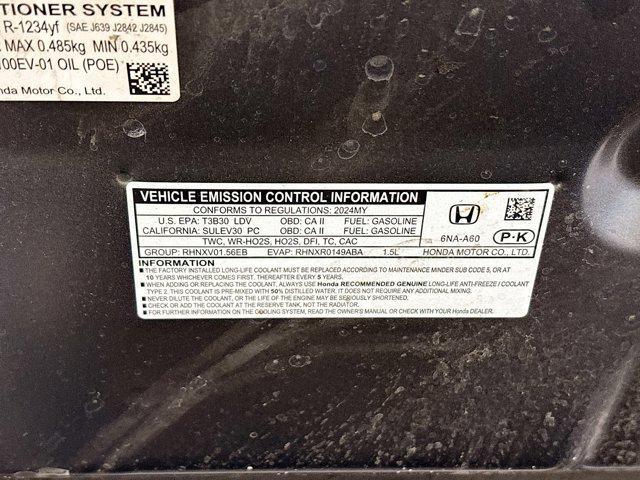 TIONER SYSTEM
R-1234yf (SAE J639 J2842 J2845)
MAX 0.485kg MIN 0.435kg
00EV-01 OIL (POE)
nda Motor Co., Ltd.
VEHICLE EMISSION CONTROL INFORMATION
CONFORMS TO REGULATIONS: 2024MY
U.S. EPA: T3B30 LDV OBD: CA II FUEL: GASOLINE
CALIFORNIA: SULEV30 PC OBD: CA II FUEL: GASOLINE
TWC, WR-HO2S, HO2S, DFI, TC, CAC
GROUP: RHNXV01.56EB EVAP: RHNXR0149ABA 1.5L
6NA-A60 P-K
HONDA MOTOR CO., LTD.
INFORMATION
■ THE FACTORY INSTALLED LONG-LIFE COOLANT MUST BE CHANGED ACCORDING TO MAINTENANCE MINDER SUB CODE 5, OR AT
10 YEARS WHICHEVER COMES FIRST. THEREAFTER EVERY 5 YEARS.
■ WHEN ADDING OR REPLACING THE COOLANT, ALWAYS USE Honda RECOMMENDED GENUINE LONG-LIFE ANTI-FREEZE / COOLANT
TYPE 2. THIS COOLANT IS PRE-MIXED WITH 50% DISTILLED WATER AND DOES NOT REQUIRE ANY ADDITIONAL MIXING.
■ NEVER DILUTE THE COOLANT, OR THE LIFE OF THE ENGINE MAY BE SERIOUSLY SHORTENED.
■ CHECK OR ADD THE COOLANT AT THE RESERVE TANK, NOT THE RADIATOR.
■ FOR FURTHER INFORMATION ON THE COOLING SYSTEM, READ THE OWNER'S MANUAL OR CHECK WITH YOUR Honda DEALER.